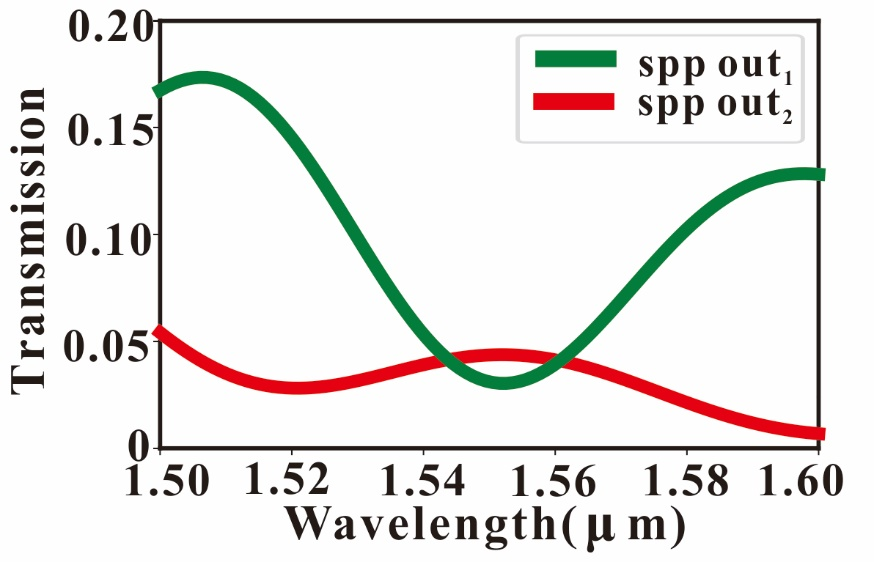 0.20
0.15
0.10
0.05
0
Transmission
spp out₁
spp out₂
1.50 1.52 1.54 1.56 1.58 1.60
Wavelength(μ m)